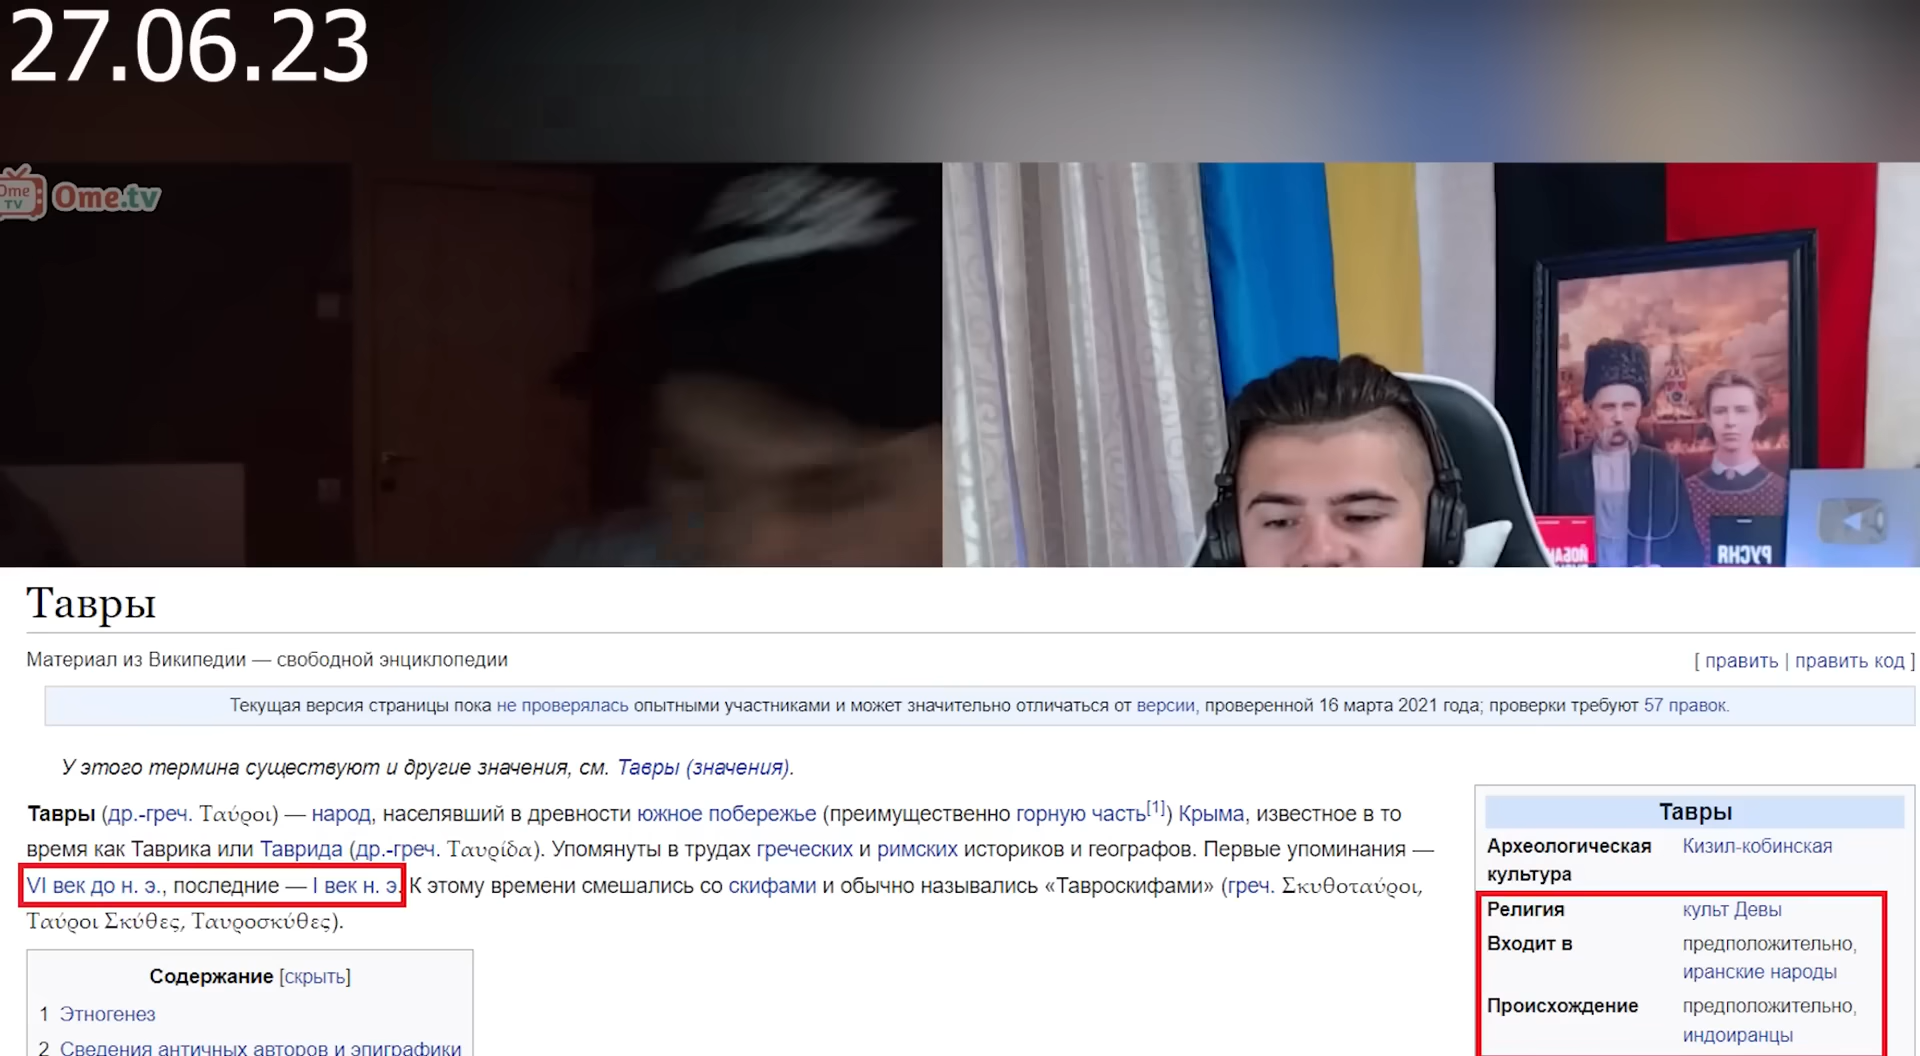 27.06.23
Ome
TV
Ome.tv
РУСНЯ
Тавры
Материал из Википедии — свободной энциклопедии
[ править | править код ]
Текущая версия страницы пока не проверялась опытными участниками и может значительно отличаться от версии, проверенной 16 марта 2021 года; проверки требуют 57 правок.
У этого термина существуют и другие значения, см. Тавры (значения).
Тавры (др.-греч. Ταύροι) — народ, населявший в древности южное побережье (преимущественно горную часть[1]) Крыма, известное в то
время как Таврика или Таврида (др.-греч. Ταυρίδα). Упомянуты в трудах греческих и римских историков и географов. Первые упоминания —
VI век до н. э., последние — I век н. э. К этому времени смешались со скифами и обычно назывались «Тавроскифами» (греч. Σκυθοταύροι,
Ταύροι Σκύθες, Ταυροσκύθες).
Содержание [скрыть]
1 Этногенез
2 Сведения античных авторов и эпиграфики
Тавры
Археологическая культура Кизил-кобинская
Религия культ Девы
Входит в предположительно,
иранские народы
Происхождение предположительно,
индоиранцы